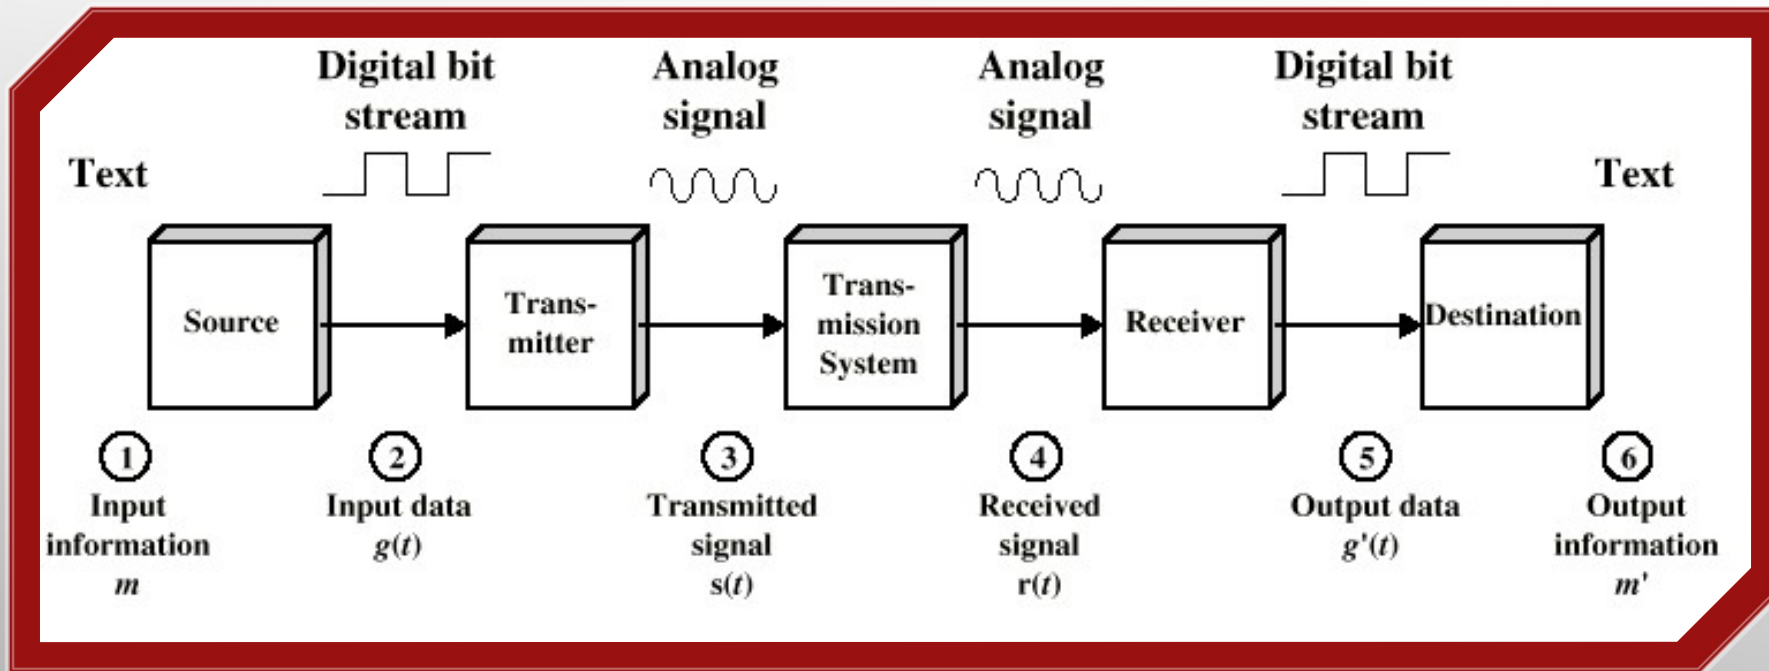 Digital bit
stream
Analog
signal
Analog
signal
Digital bit
stream
Text
Text
Source
Trans-
mitter
Trans-
mission
System
Receiver
Destination
1
Input
information
m
2
Input data
g(t)
3
Transmitted
signal
s(t)
4
Received
signal
r(t)
5
Output data
g'(t)
6
Output
information
m'